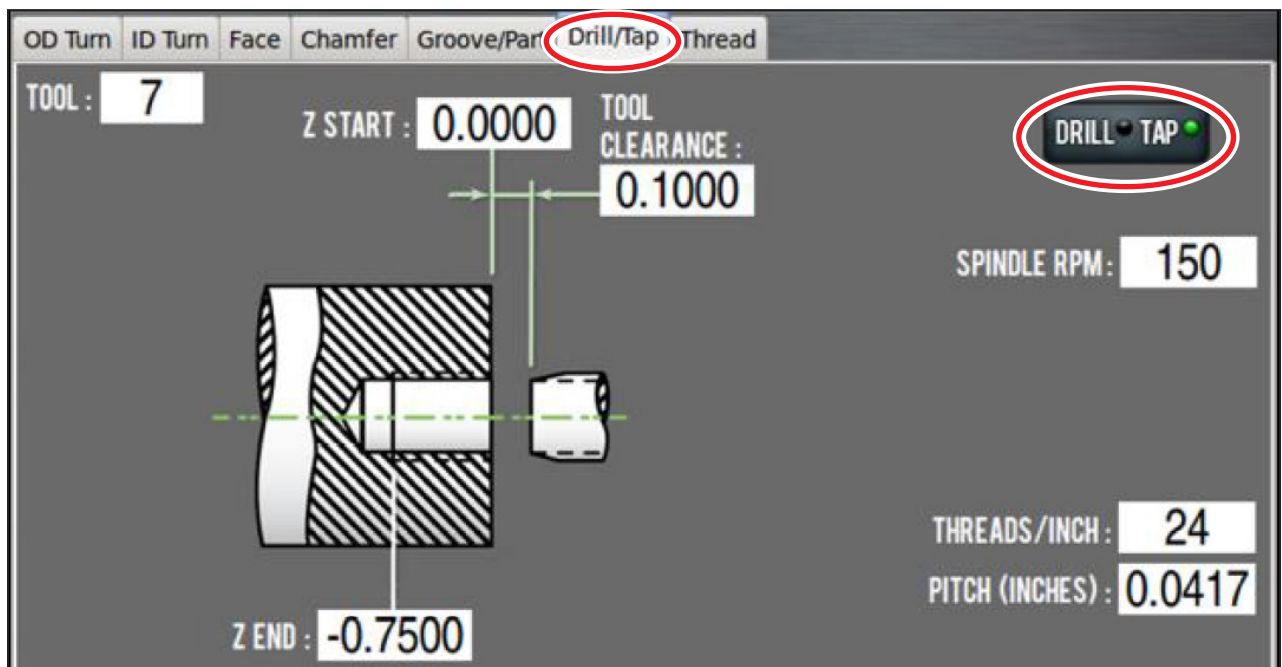 OD Turn ID Turn Face Chamfer Groove/Par Drill/Tap Thread
TOOL : 7
Z START : 0.0000
TOOL
CLEARANCE :
0.1000
DRILL TAP
SPINDLE RPM : 150
THREADS/INCH : 24
PITCH (INCHES) : 0.0417
Z END : -0.7500